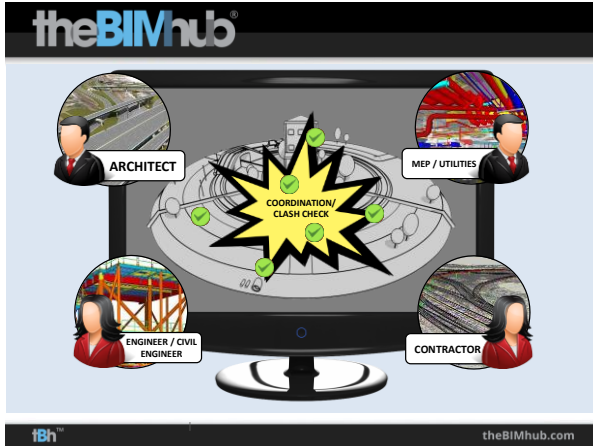 theBIMhub®
ARCHITECT
MEP / UTILITIES
COORDINATION/
CLASH CHECK
ENGINEER / CIVIL
ENGINEER
CONTRACTOR
tBh™
theBIMhub.com